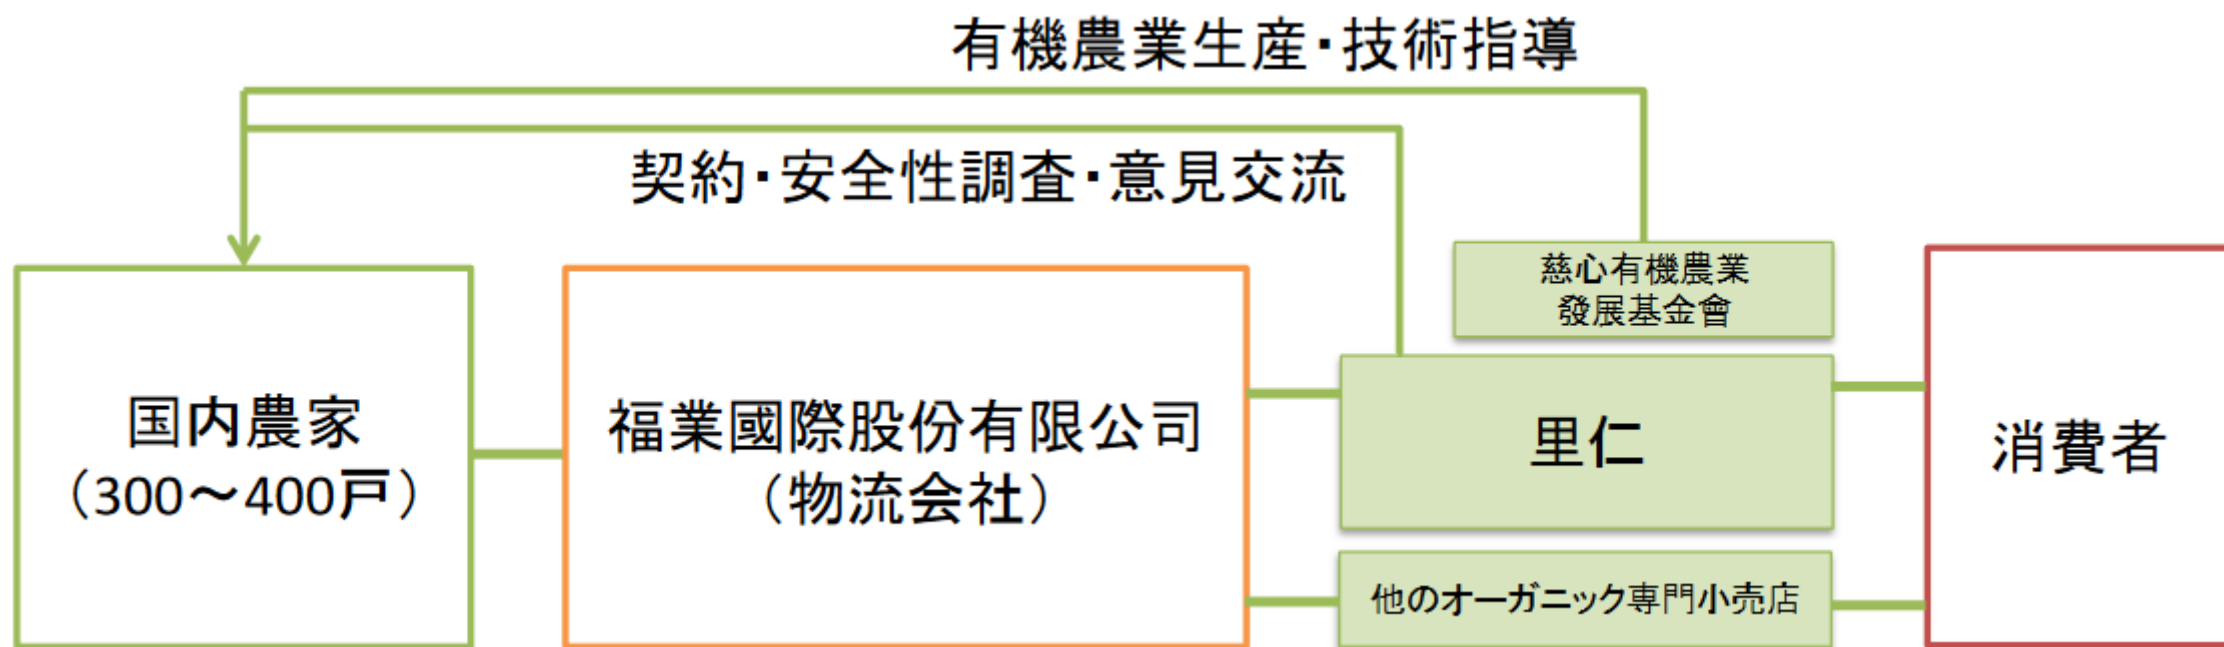 有機農業生産・技術指導
契約・安全性調査・意見交流
国内農家
（300～400戸）
福業國際股份有限公司
（物流会社）
慈心有機農業
發展基金會
里仁
他のオーガニック専門小売店
消費者